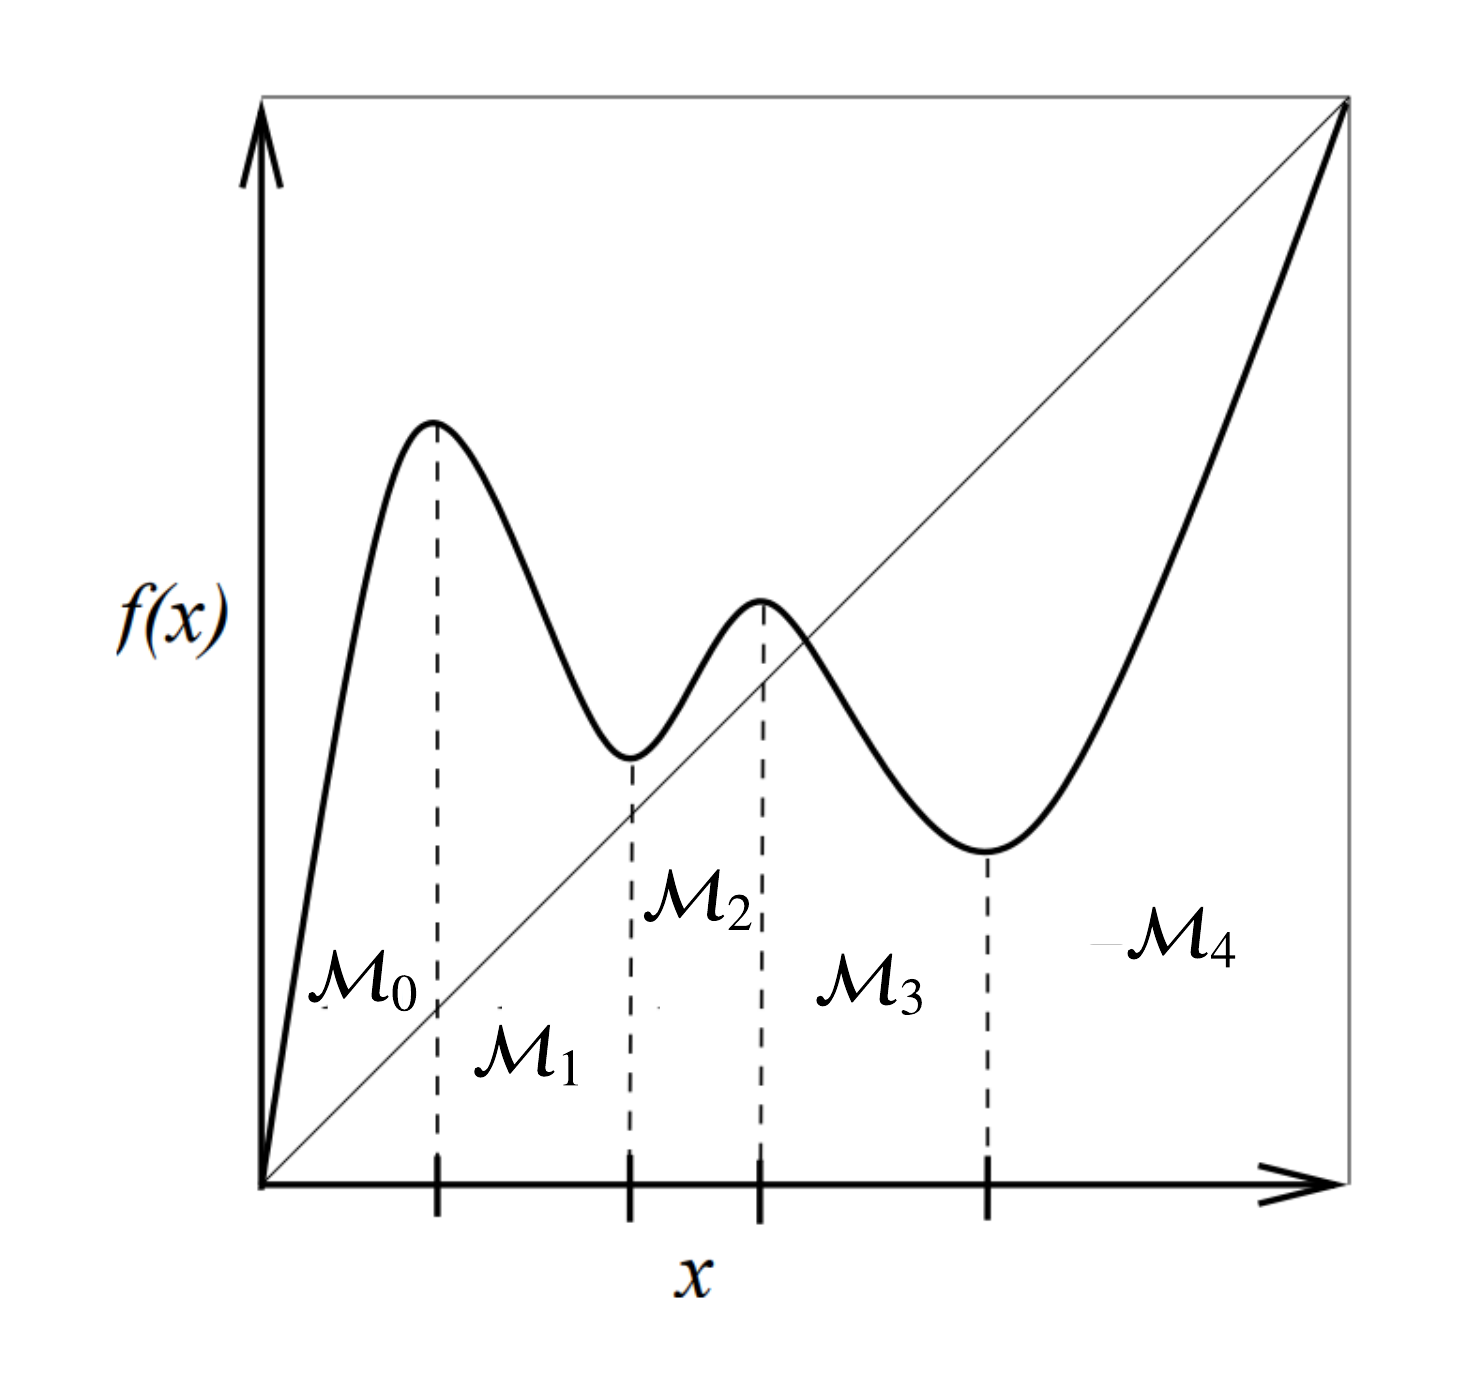 f(x)
ℳ₂
ℳ₄
ℳ₀
ℳ₃
ℳ₁
x